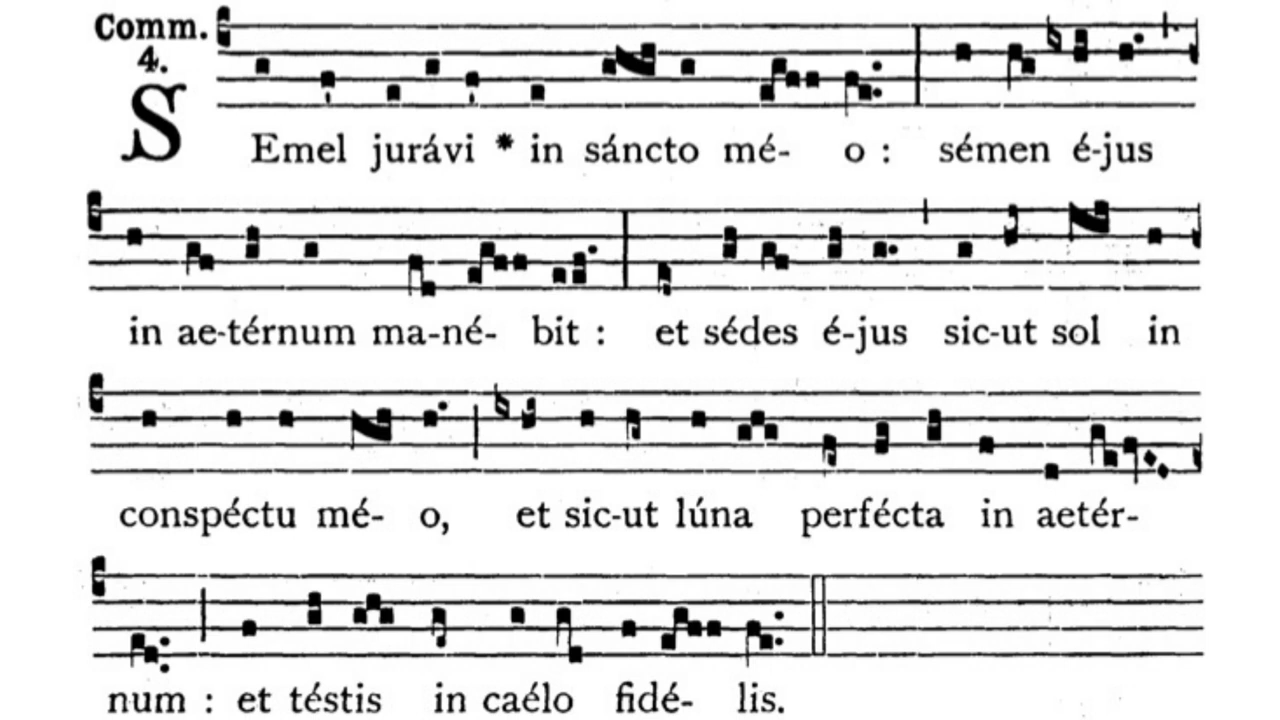 Comm.
4.
SEmel jurávi * in sáncto mé- o : sémen é-jus
in ae-térnum ma-né- bit : et sédes é-jus sic-ut sol in
conspéctu mé- o, et sic-ut lúna perfécta in aetér-
num : et téstis in caélo fidé- lis.